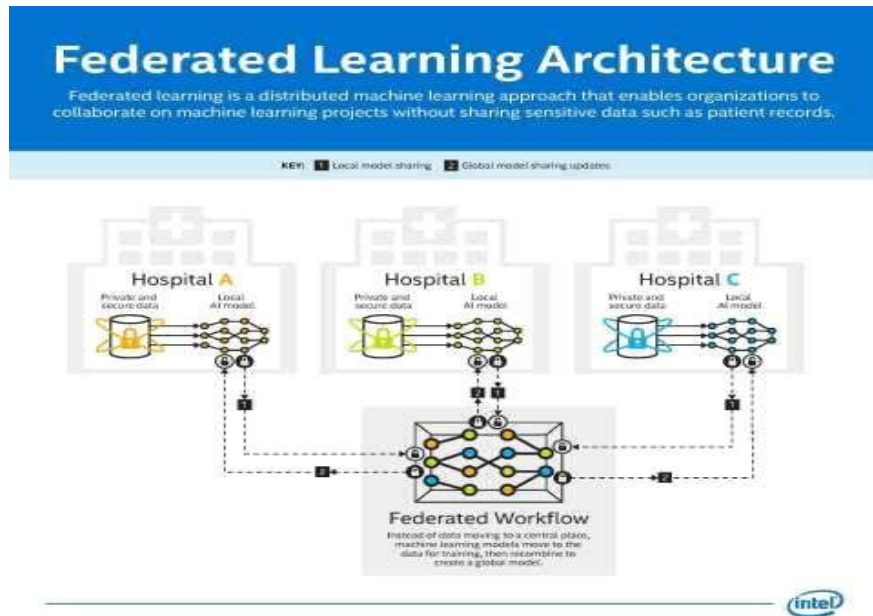 Federated Learning Architecture
Federated learning is a distributed machine learning approach that enables organizations to
collaborate on machine learning projects without sharing sensitive data such as patient records.
KEY: 1 Local model sharing 2 Global model sharing updates
Hospital A
Private and
secure data
Local
AI model
Hospital B
Private and
secure data
Local
AI model
Hospital C
Private and
secure data
Local
AI model
2 1
1
1
2
2
Federated Workflow
Instead of data moving to a central place,
machine learning models move to the
data for training, then recombine to
create a global model.
intel